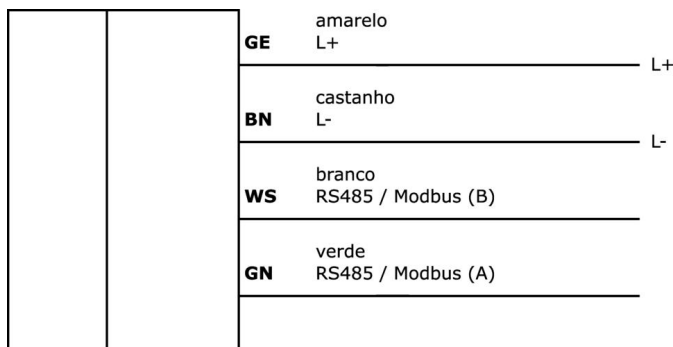 amarelo
GE L+
L+
castanho
BN L-
L-
branco
WS RS485 / Modbus (B)
verde
GN RS485 / Modbus (A)